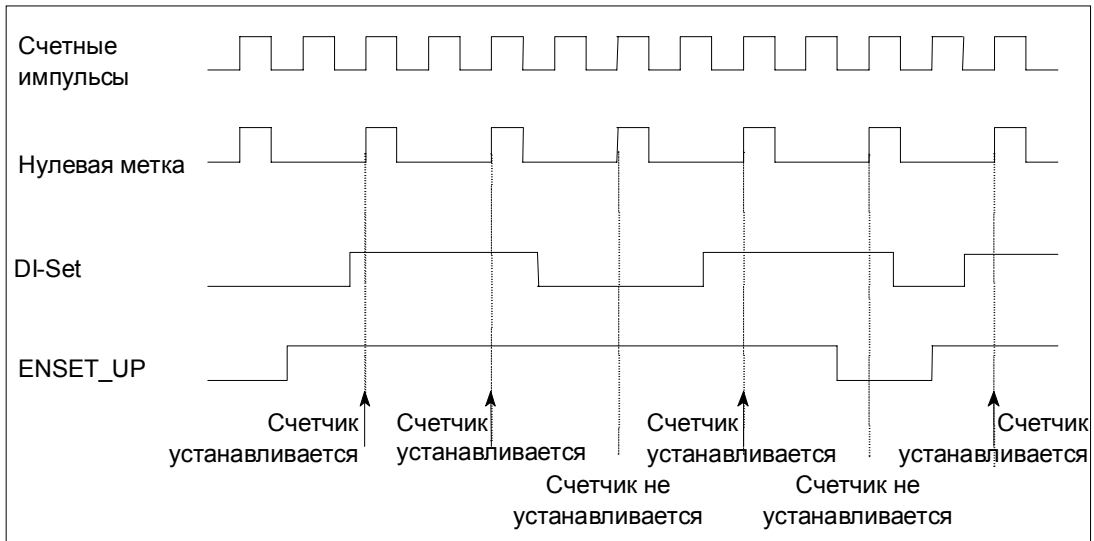 Счетные
импульсы
Нулевая метка
DI-Set
ENSET_UP
Счетчик
устанавливается
Счетчик
устанавливается
Счетчик не
устанавливается
Счетчик
устанавливается
Счетчик не
устанавливается
Счетчик
устанавливается